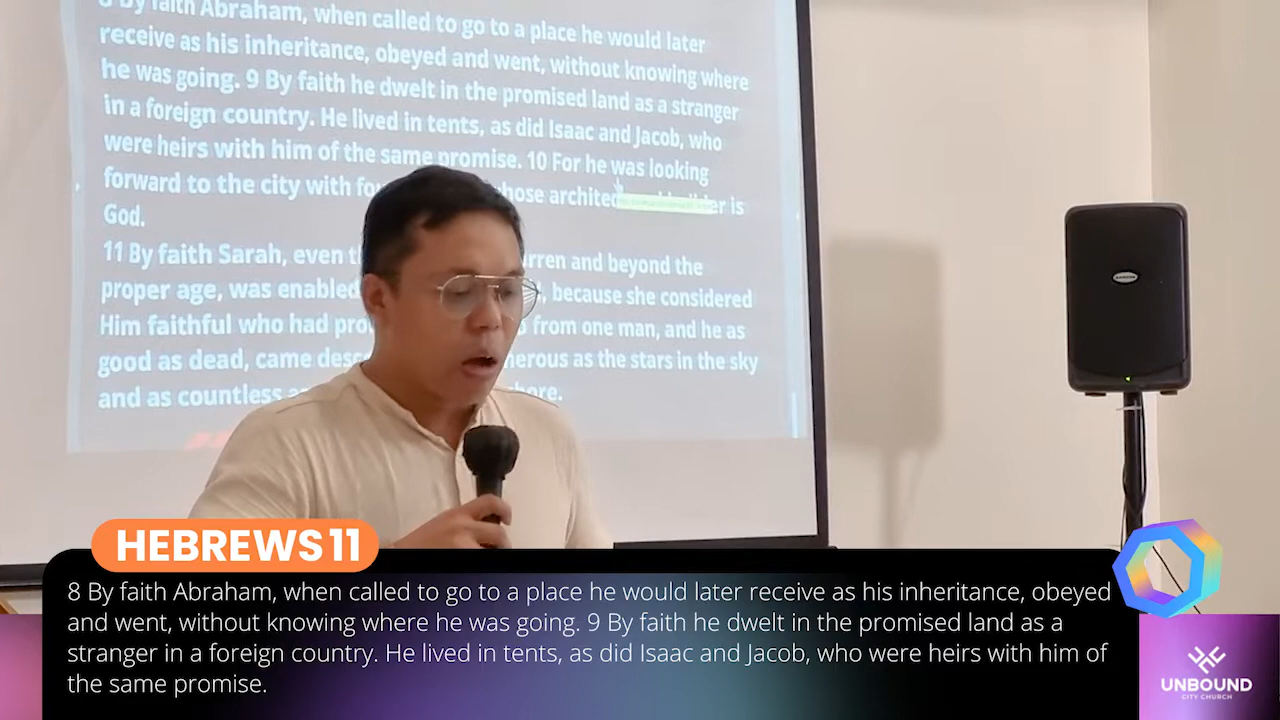 8 By faith Abraham, when called to go to a place he would later
receive as his inheritance, obeyed and went, without knowing where
he was going. 9 By faith he dwelt in the promised land as a stranger
in a foreign country. He lived in tents, as did Isaac and Jacob, who
were heirs with him of the same promise. 10 For he was looking
forward to the city with hose is
God.
11 By faith Sarah, even and beyond the
proper age, was enabled because she considered
Him faithful who had from one man, and he as
good as dead, came as the stars in the sky
and as countless
HEBREWS 11
8 By faith Abraham, when called to go to a place he would later receive as his inheritance, obeyed
and went, without knowing where he was going. 9 By faith he dwelt in the promised land as a
stranger in a foreign country. He lived in tents, as did Isaac and Jacob, who were heirs with him of
the same promise.
UNBOUND
CITY CHURCH